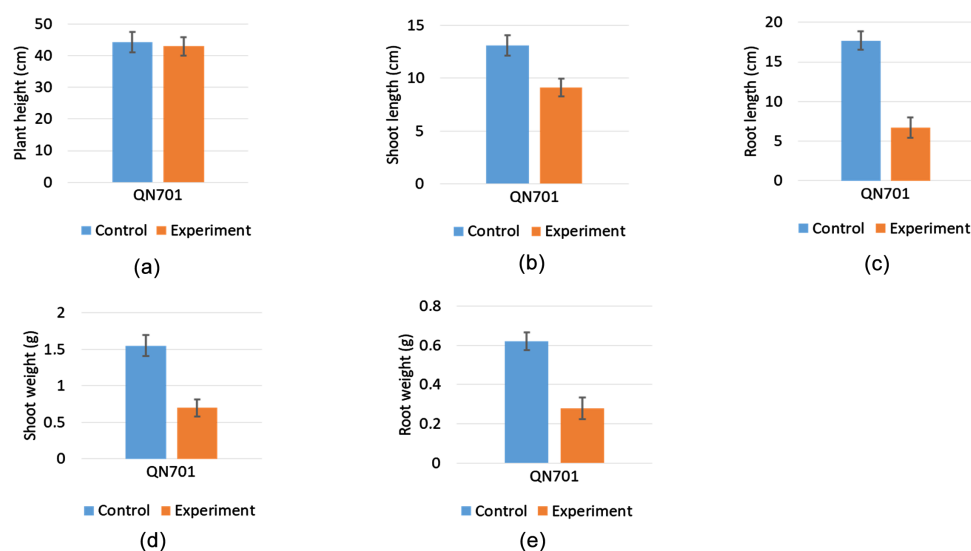 Plant height (cm)
50
40
30
20
10
0
QN701
Control Experiment
(a)
Shoot length (cm)
15
10
5
0
QN701
Control Experiment
(b)
Root length (cm)
20
15
10
5
0
QN701
Control Experiment
(c)
Shoot weight (g)
2
1.5
1
0.5
0
QN701
Control Experiment
(d)
Root weight (g)
0.8
0.6
0.4
0.2
0
QN701
Control Experiment
(e)